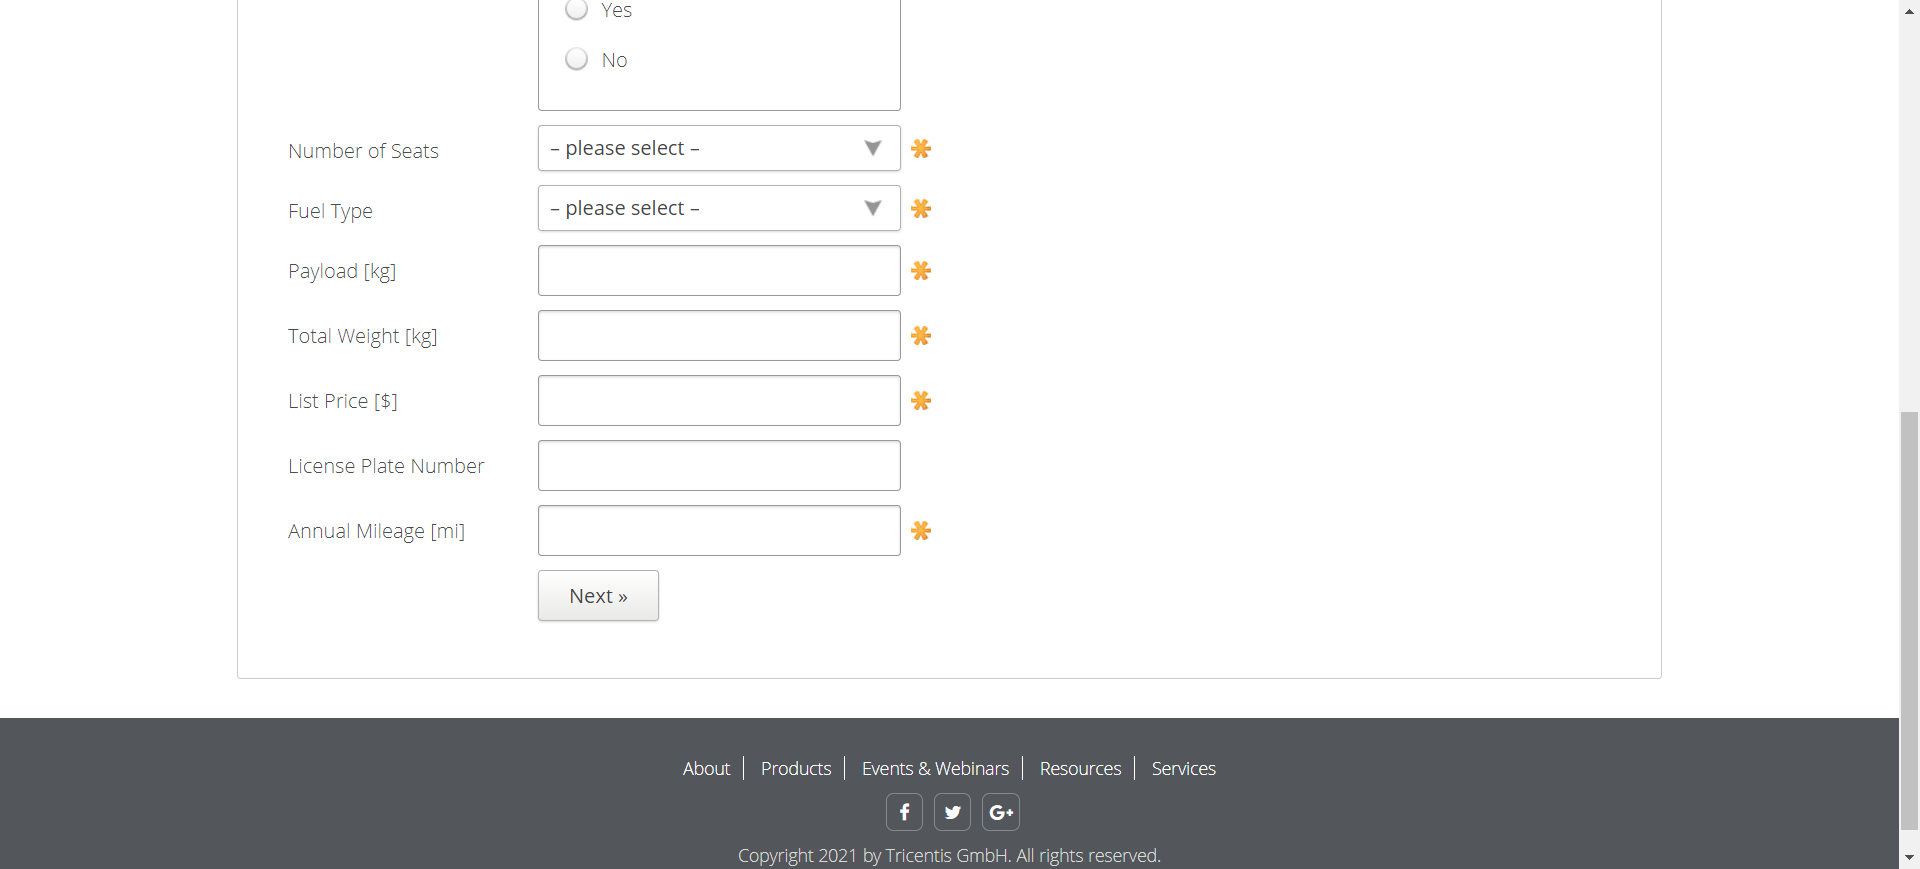 Yes
No
Number of Seats – please select –
Fuel Type – please select –
Payload [kg]
Total Weight [kg]
List Price [$]
License Plate Number
Annual Mileage [mi]
Next »
About Products Events & Webinars Resources Services
Copyright 2021 by Tricentis GmbH. All rights reserved.